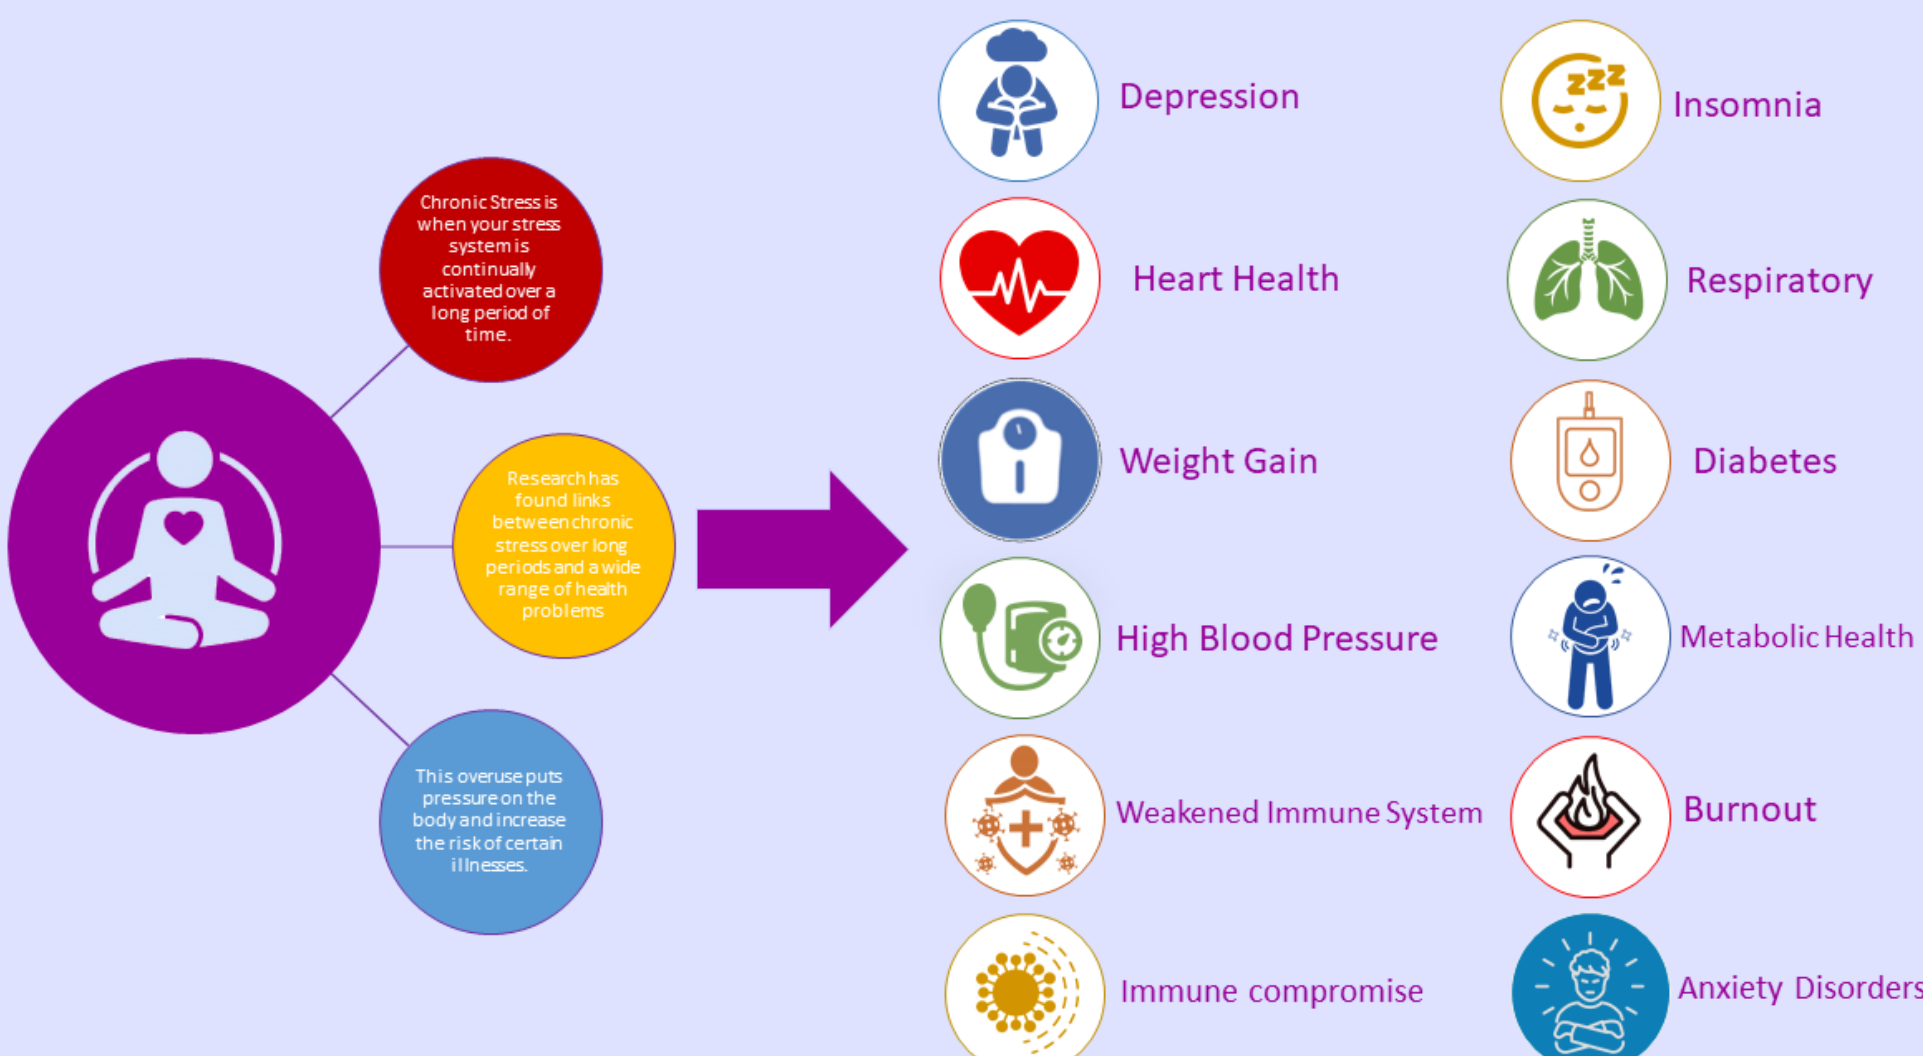 Chronic Stress is
when your stress
system is
continually
activated over a
long period of
time.
Research has
found links
between chronic
stress over long
periods and a wide
range of health
problems
This overuse puts
pressure on the
body and increase
the risk of certain
illnesses.
Depression
Heart Health
Weight Gain
High Blood Pressure
Weakened Immune System
Immune compromise
zzz
Insomnia
Respiratory
Diabetes
Metabolic Health
Burnout
Anxiety Disorders